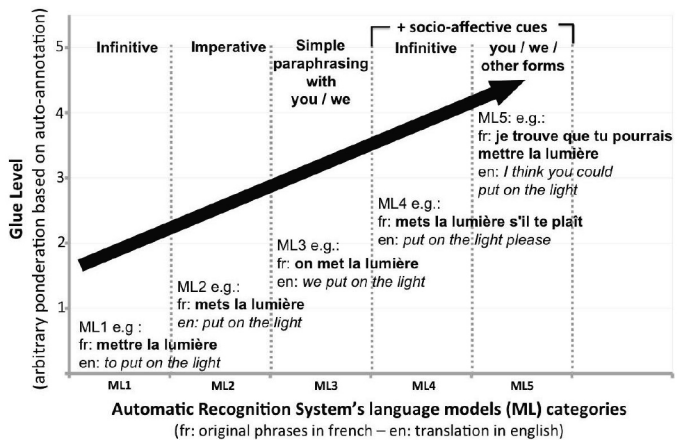 + socio-affective cues
Infinitive
Imperative
Simple
paraphrasing
with
you / we
Infinitive
you / we /
other forms
Glue Level
(arbitrary ponderation based on auto-annotation)
5
4
3
2
1
ML1 e.g :
fr: mettre la lumière
en: to put on the light
ML2 e.g.:
fr: mets la lumière
en: put on the light
ML3 e.g.:
fr: on met la lumière
en: we put on the light
ML4 e.g.:
fr: mets la lumière s'il te plaît
en: put on the light please
ML5: e.g.:
fr: je trouve que tu pourrais
mettre la lumière
en: I think you could
put on the light
ML1
ML2
ML3
ML4
ML5
Automatic Recognition System's language models (ML) categories
(fr: original phrases in french – en: translation in english)